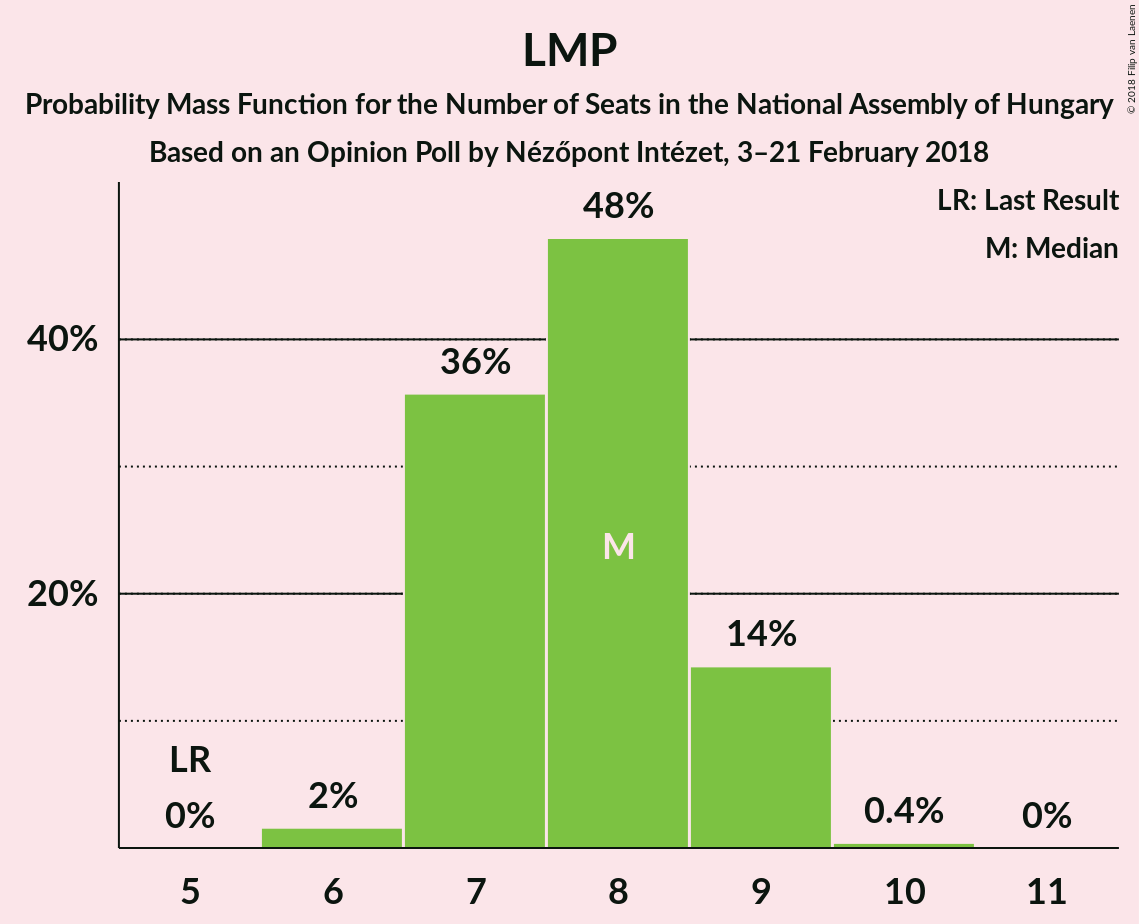 LMP
Probability Mass Function for the Number of Seats in the National Assembly of Hungary
Based on an Opinion Poll by Nézőpont Intézet, 3–21 February 2018
© 2018 Filip van Laenen
LR: Last Result
M: Median
48%
40%
36%
M
20%
14%
LR
0%
2%
0.4%
0%
5
6
7
8
9
10
11